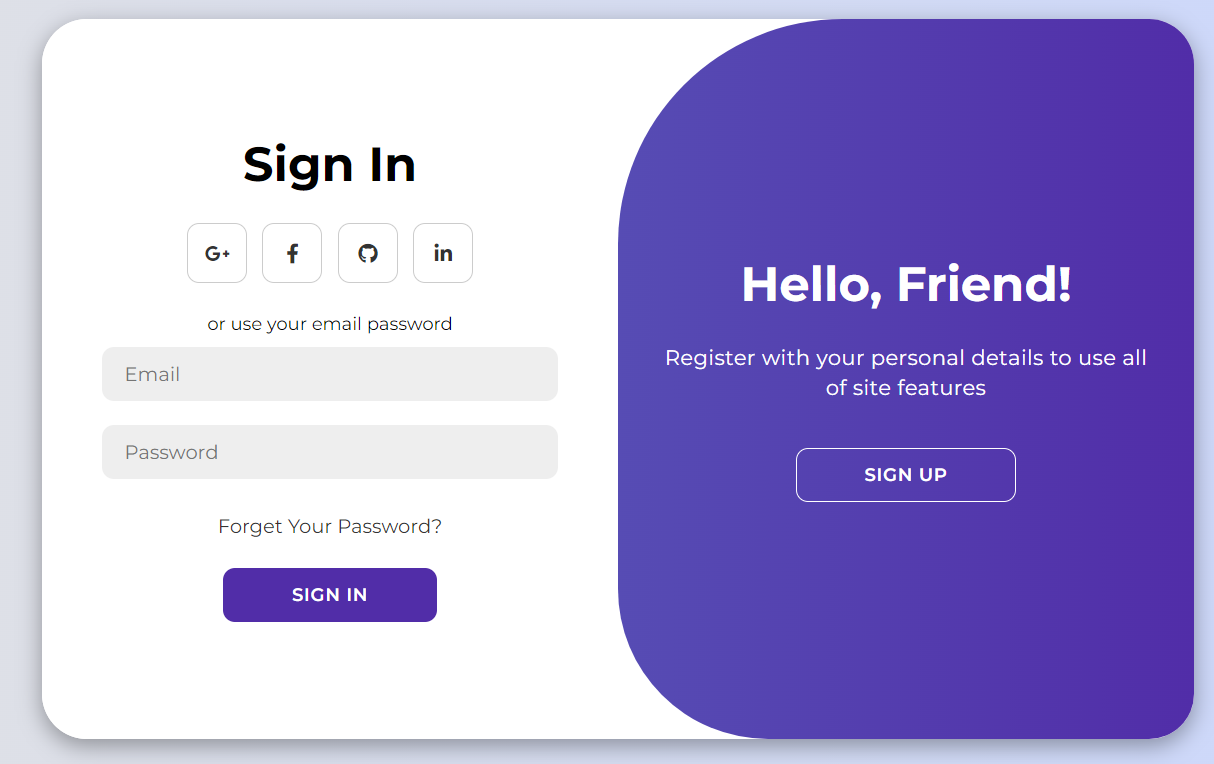 Sign In
G+
f
in
or use your email password
Email
Password
Forget Your Password?
SIGN IN
Hello, Friend!
Register with your personal details to use all
of site features
SIGN UP